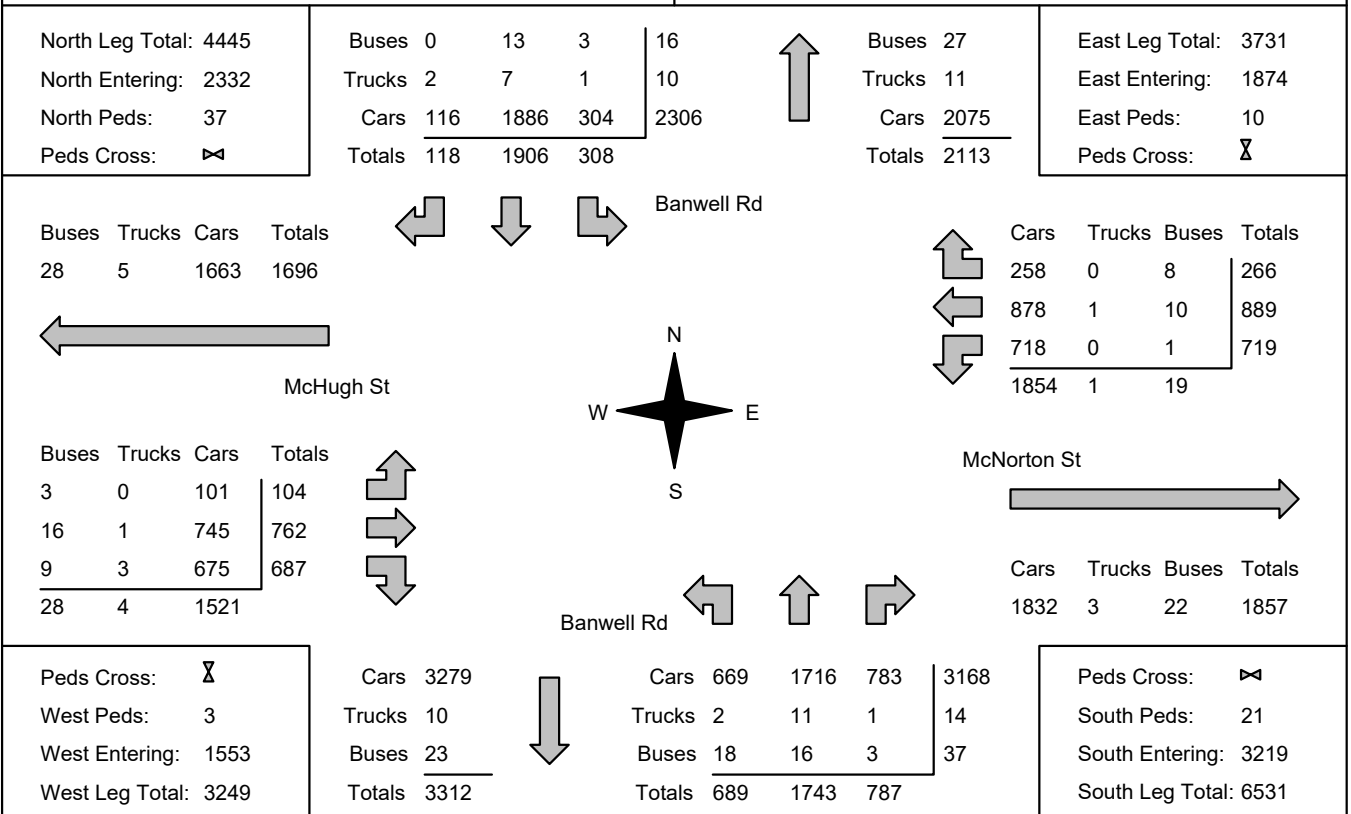 North Leg Total: 4445
North Entering: 2332
North Peds: 37
Peds Cross:
Buses 0 13 3 16
Trucks 2 7 1 10
Cars 116 1886 304 2306
Totals 118 1906 308
Buses 27
Trucks 11
Cars 2075
Totals 2113
East Leg Total: 3731
East Entering: 1874
East Peds: 10
Peds Cross:
Banwell Rd
Buses Trucks Cars Totals
28 5 1663 1696
Cars Trucks Buses Totals
258 0 8 266
878 1 10 889
718 0 1 719
1854 1 19
McHugh St
N
W E
S
Buses Trucks Cars Totals
3 0 101 104
16 1 745 762
9 3 675 687
28 4 1521
McNorton St
Cars Trucks Buses Totals
1832 3 22 1857
Banwell Rd
Peds Cross:
West Peds: 3
West Entering: 1553
West Leg Total: 3249
Cars 3279
Trucks 10
Buses 23
Totals 3312
Cars 669 1716 783 3168
Trucks 2 11 1 14
Buses 18 16 3 37
Totals 689 1743 787
Peds Cross:
South Peds: 21
South Entering: 3219
South Leg Total: 6531